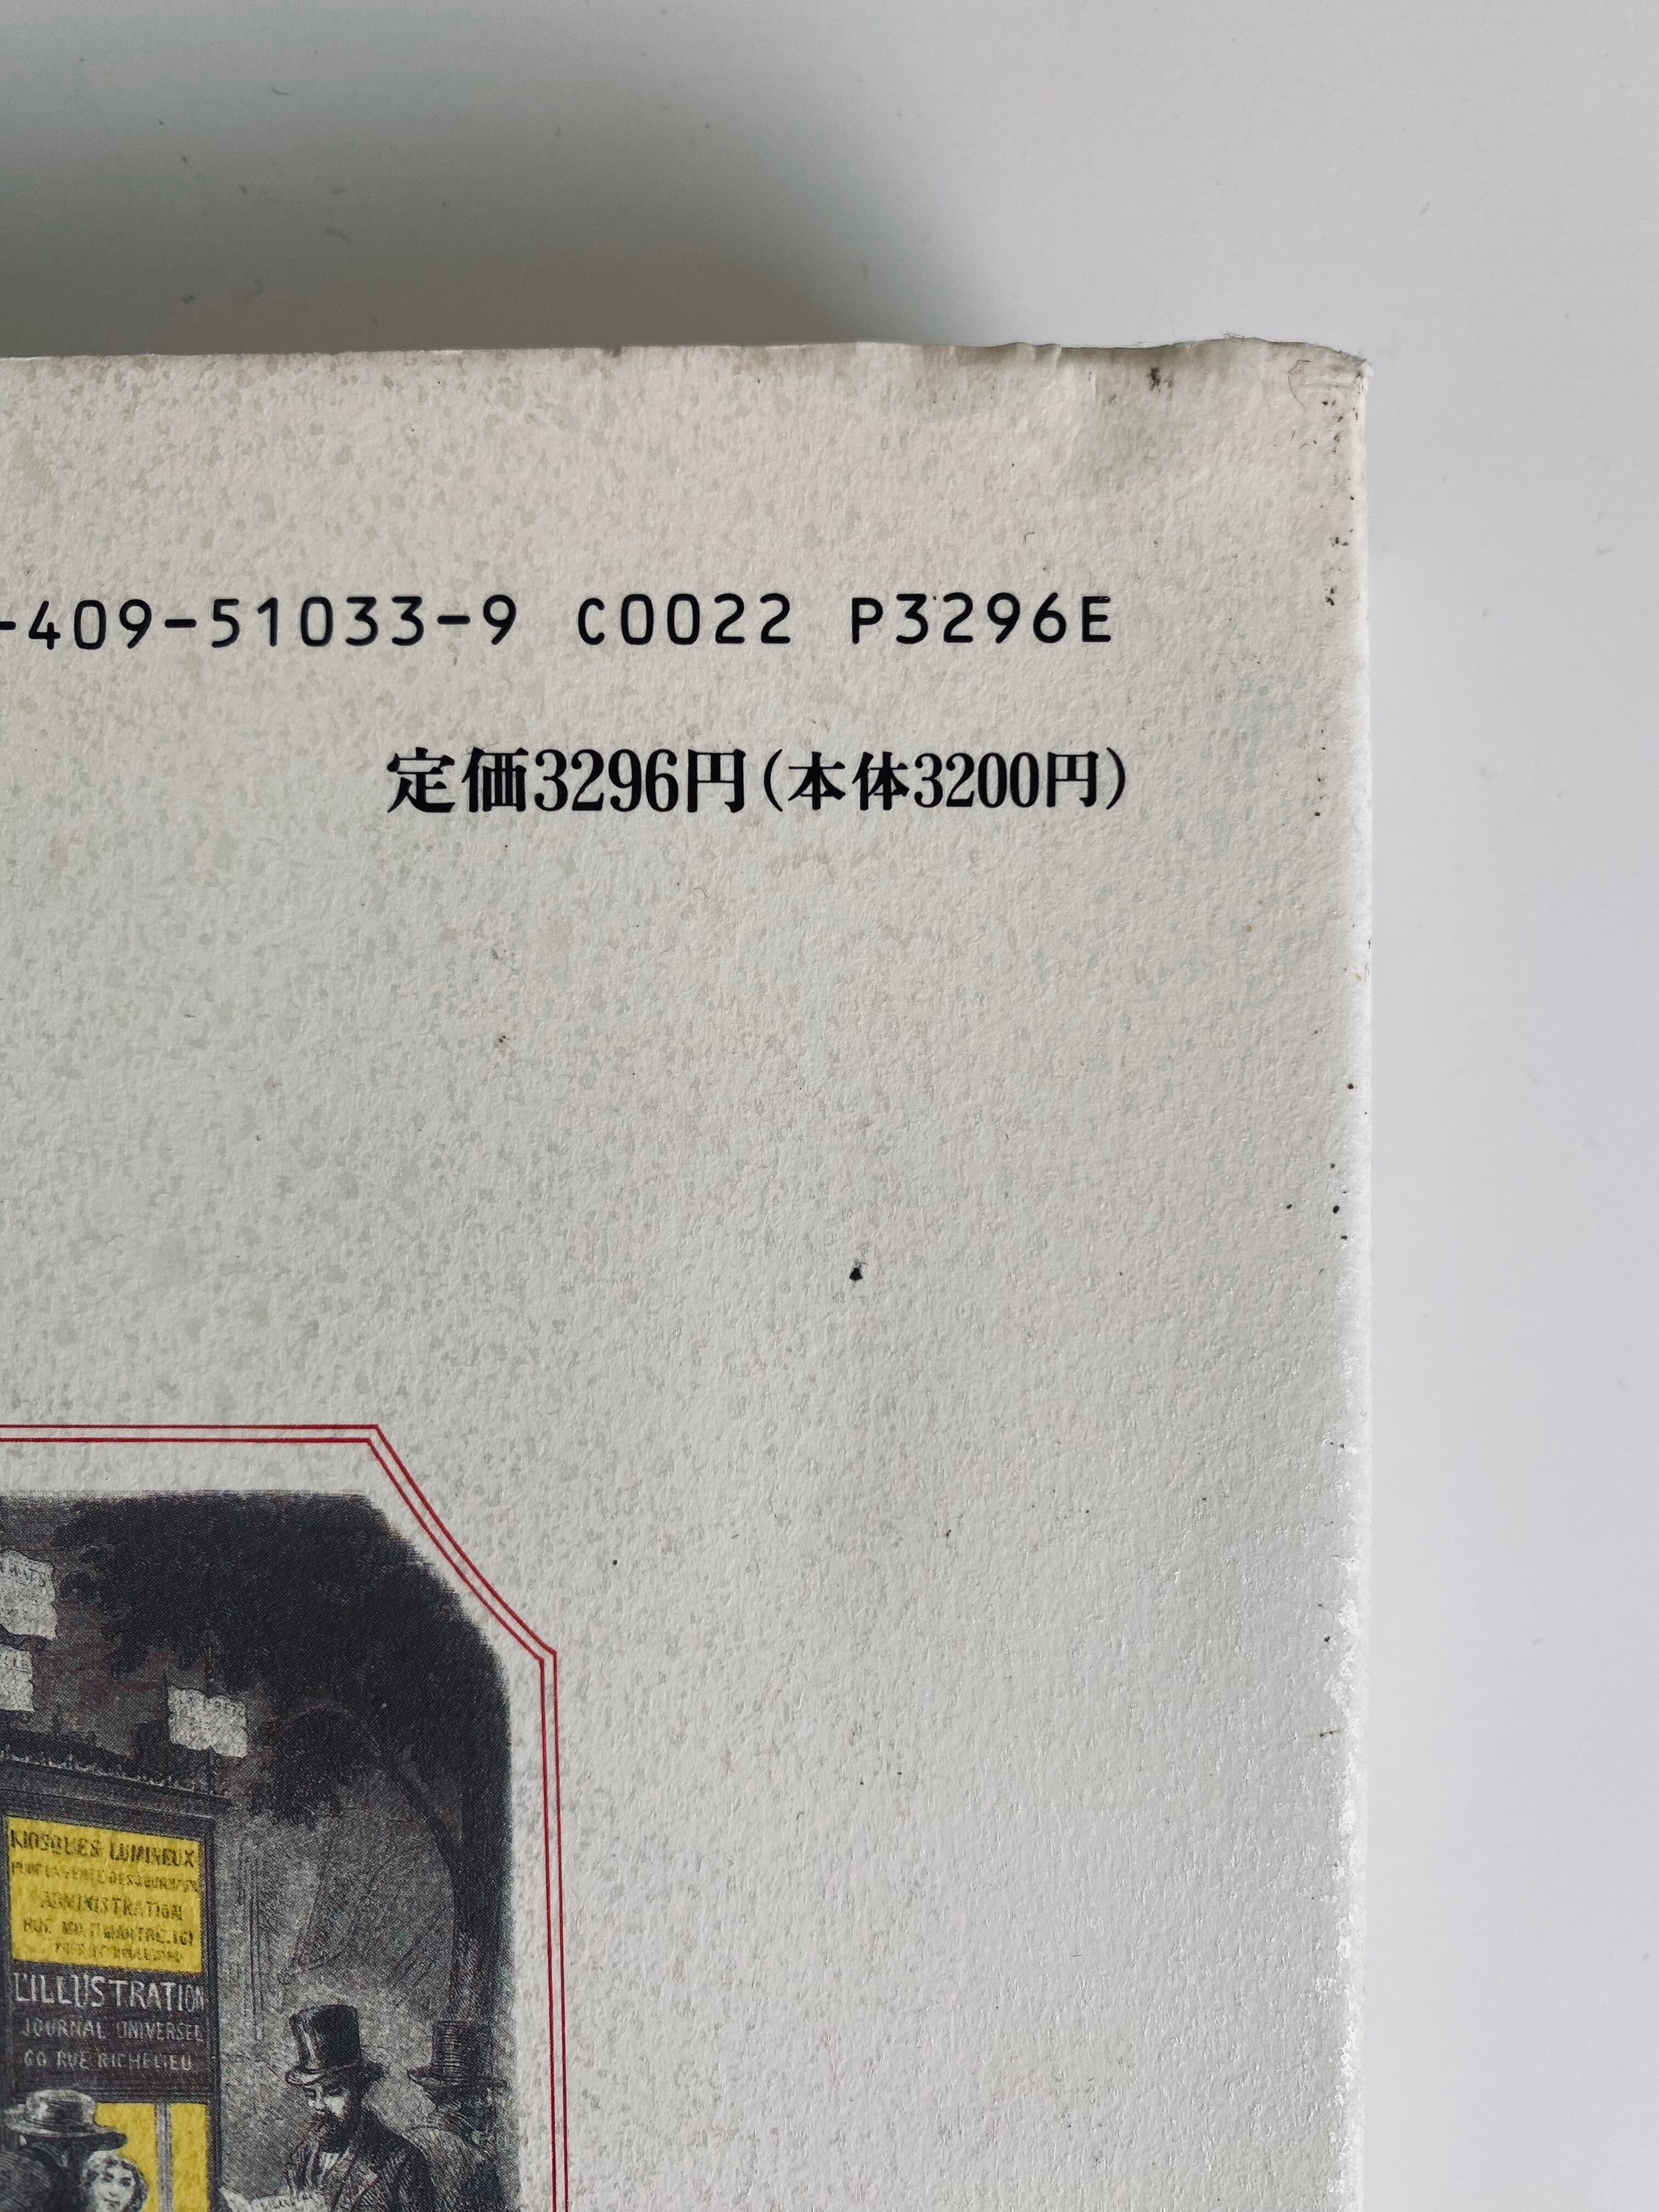 -409-51033-9 C0022 P3296E
定価3296円(本体3200円)
KIOSQUES LUMINEUX
ADMINISTRATION
L'ILLUSTRATION
JOURNAL UNIVERSEL
60 RUE RICHELIEU